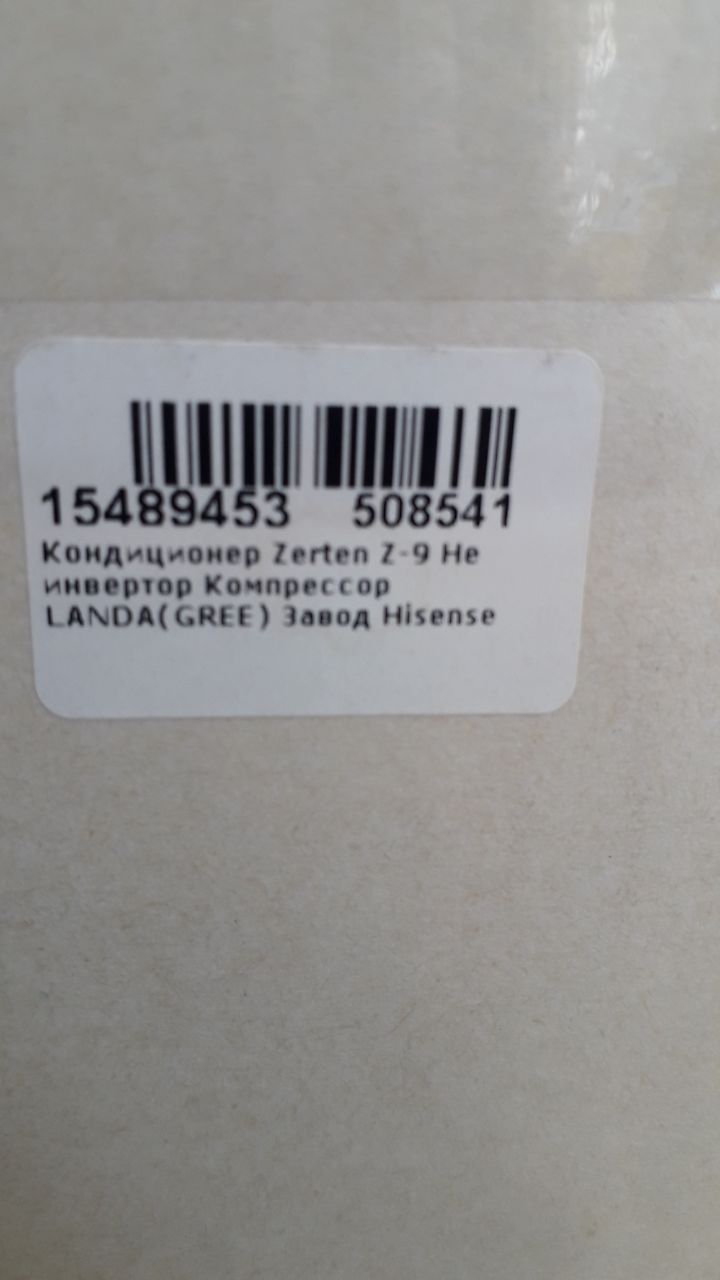 15489453 508541
Кондиционер Zerten Z-9 Не
инвертор Компрессор
LANDA(GREE) Завод Hisense